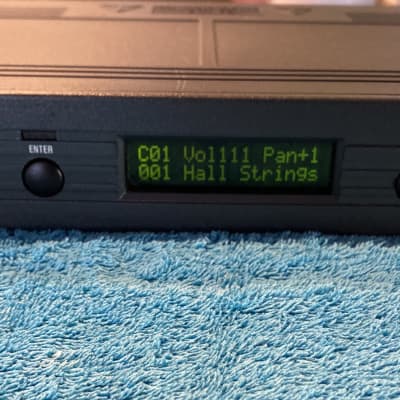 ENTER
C01 Vol111 Pan+1
001 Hall Strings